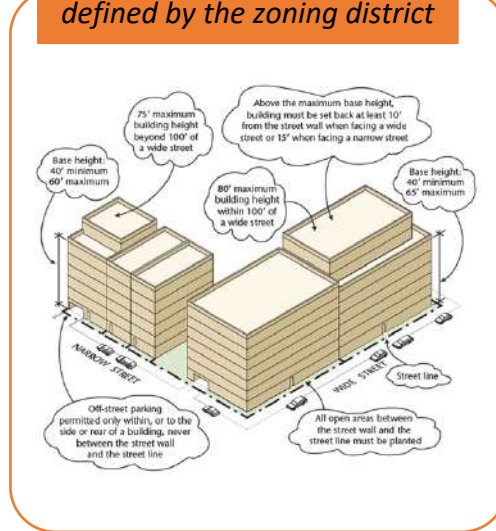 defined by the zoning district
75' maximum
building height
beyond 100' of
a wide street
Above the maximum base height,
building must be set back at least 10'
from the street wall when facing a wide
street or 15' when facing a narrow street
Base height:
40' minimum
60' maximum
80' maximum
building height
within 100' of
a wide street
Base height:
40' minimum
65' maximum
NARROW STREET
WIDE STREET
Street line
Off-street parking
permitted only within, or to the
side or rear of a building, never
between the street wall
and the street line
All open areas between
the street wall and the
street line must be planted